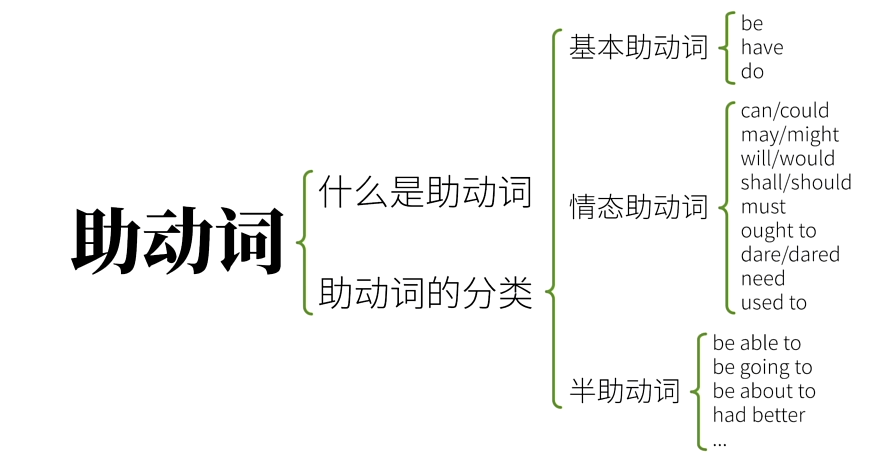 助动词
什么是助动词
助动词的分类
基本助动词
be
have
do
情态助动词
can/could
may/might
will/would
shall/should
must
ought to
dare/dared
need
used to
半助动词
be able to
be going to
be about to
had better
...